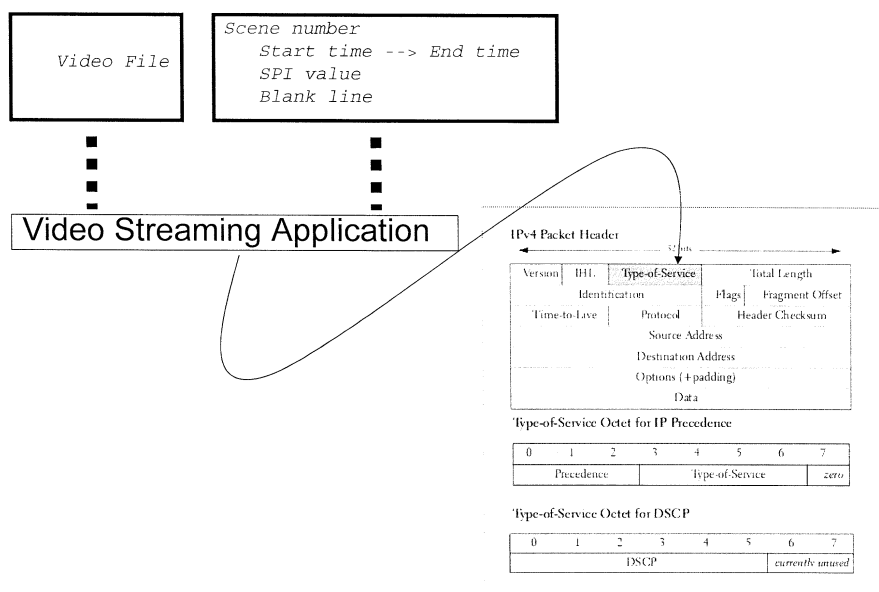 Video File
Scene number
Start time --> End time
SPI value
Blank line
Video Streaming Application
IPv4 Packet Header
32 bits
Version IHL Type-of-Service Total Length
Identification Flags Fragment Offset
Time-to-Live Protocol Header Checksum
Source Address
Destination Address
Options (+padding)
Data
Type-of-Service Octet for IP Precedence
0 1 2 3 4 5 6 7
Precedence Type-of-Service zero
Type-of-Service Octet for DSCP
0 1 2 3 4 5 6 7
DSCP currently unused